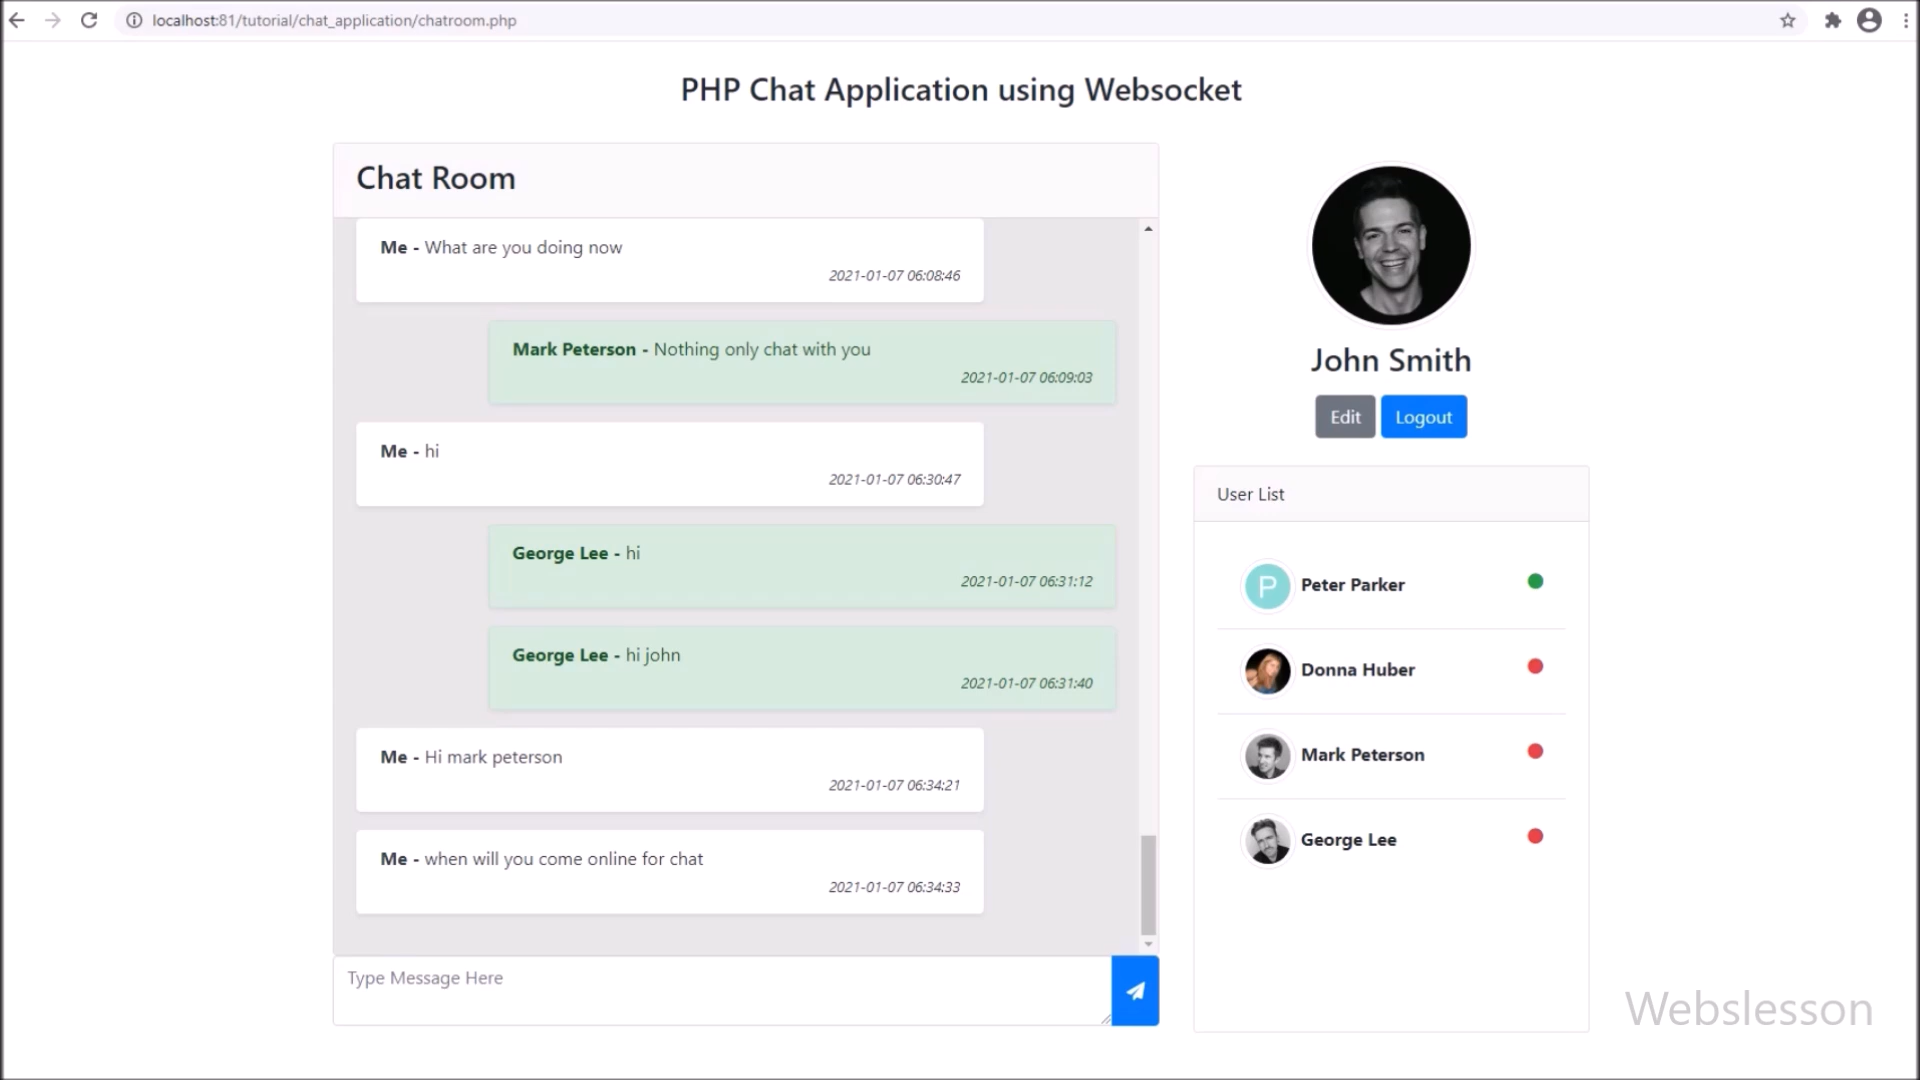 localhost:81/tutorial/chat_application/chatroom.php
PHP Chat Application using Websocket
Chat Room
Me - What are you doing now
2021-01-07 06:08:46
Mark Peterson - Nothing only chat with you
2021-01-07 06:09:03
Me - hi
2021-01-07 06:30:47
George Lee - hi
2021-01-07 06:31:12
George Lee - hi john
2021-01-07 06:31:40
Me - Hi mark peterson
2021-01-07 06:34:21
Me - when will you come online for chat
2021-01-07 06:34:33
Type Message Here
John Smith
Edit Logout
User List
P Peter Parker
Donna Huber
Mark Peterson
George Lee
Webslesson